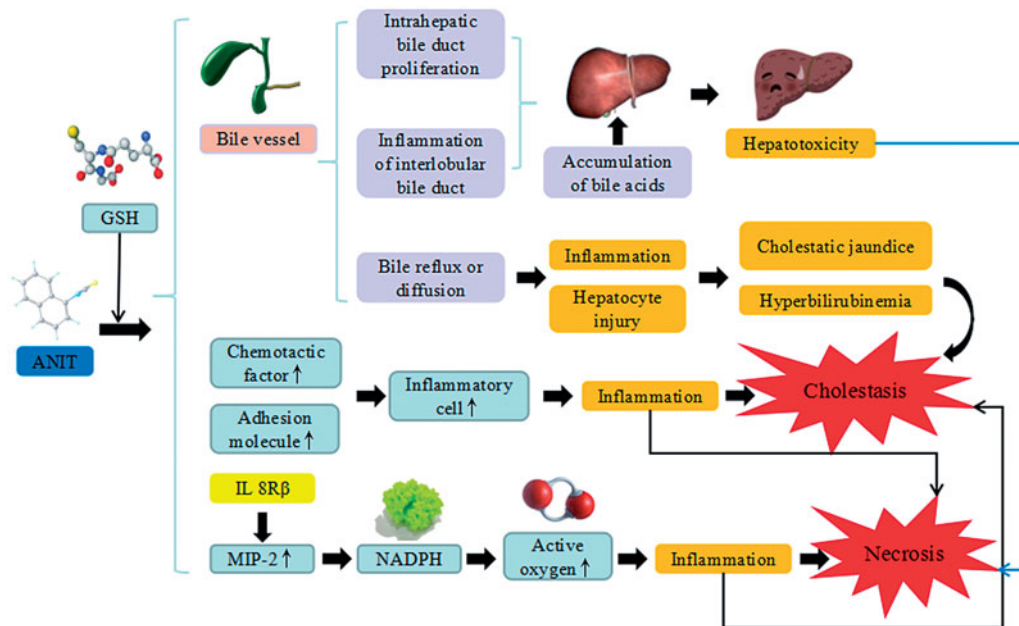 Intrahepatic
bile duct
proliferation
Bile vessel
Inflammation
of interlobular
bile duct
Accumulation
of bile acids
Hepatotoxicity
GSH
Bile reflux or
diffusion
Inflammation
Hepatocyte
injury
Cholestatic jaundice
Hyperbilirubinemia
ANIT
Chemotactic
factor↑
Adhesion
molecule↑
Inflammatory
cell↑
Inflammation
Cholestasis
IL 8Rβ
MIP-2↑
NADPH
Active
oxygen↑
Inflammation
Necrosis